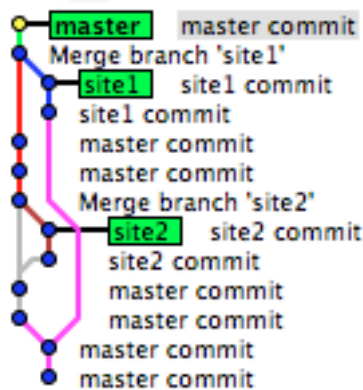 master master commit
Merge branch 'site1'
site1 site1 commit
site1 commit
master commit
master commit
Merge branch 'site2'
site2 site2 commit
site2 commit
master commit
master commit
master commit
master commit